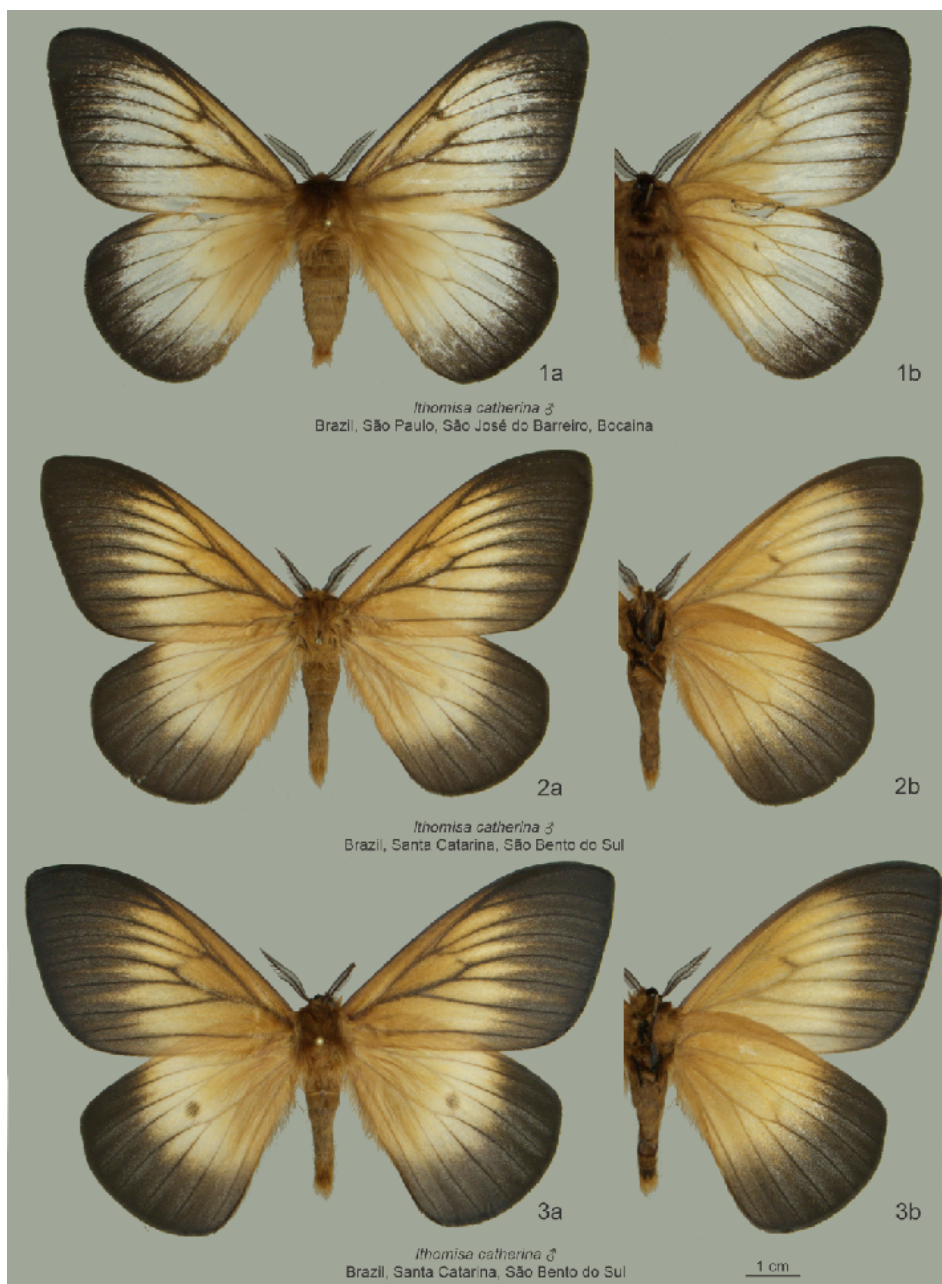 1a
1b
Ithomisa catherina ♂
Brazil, São Paulo, São José do Barreiro, Bocaina
2a
2b
Ithomisa catherina ♂
Brazil, Santa Catarina, São Bento do Sul
3a
3b
Ithomisa catherina ♂
Brazil, Santa Catarina, São Bento do Sul
1 cm